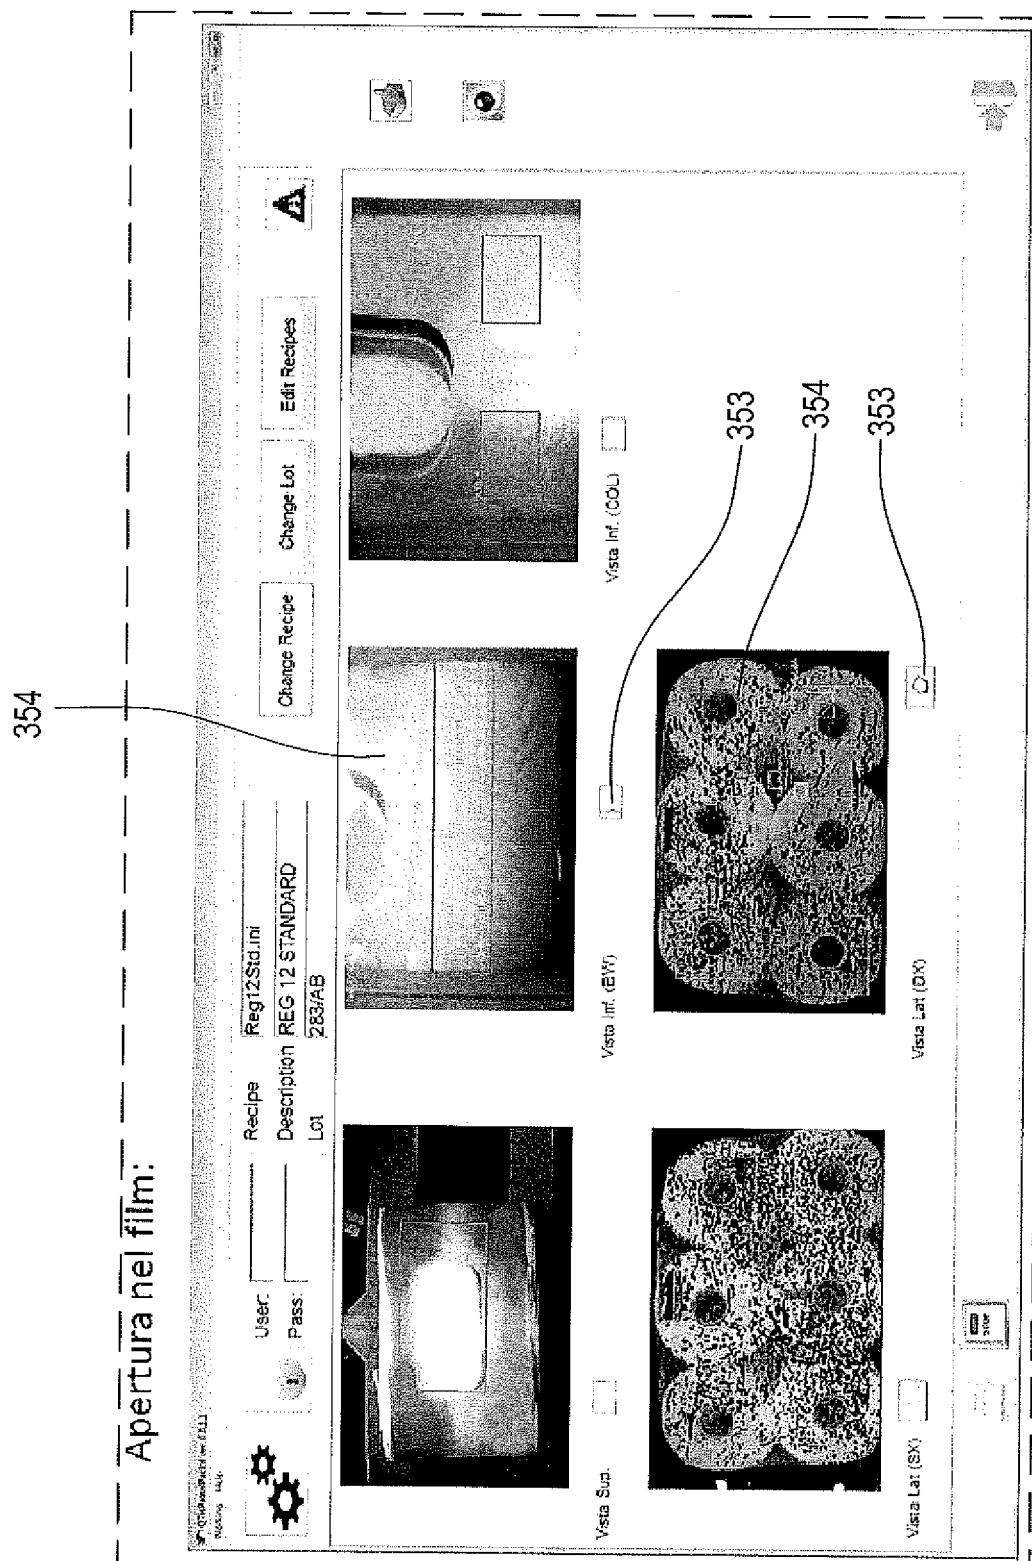 354
Apertura nel film:
User:
Pass:
Recipe Reg12Std.ini
Description REG 12 STANDARD
Lot 283/AB
Change Recipe
Change Lot
Edit Recipes
Vista Sup.
Vista Inf. (BW)
Vista Inf. (COL)
353
354
353
Vista Lat (SX)
Vista Lat (DX)